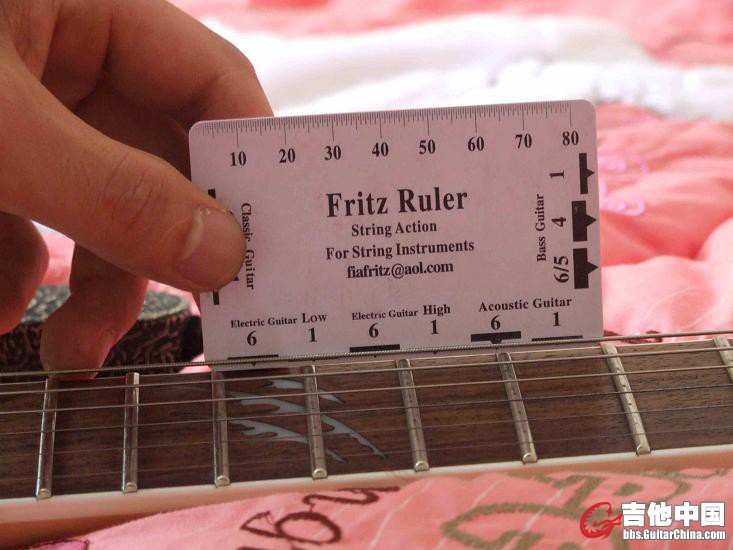 10 20 30 40 50 60 70 80
Fritz Ruler
String Action
For String Instruments
fiafritz@aol.com
Classic Guitar
Bass Guitar
1
4
6/5
Electric Guitar Low
6 1
Electric Guitar High
6 1
Acoustic Guitar
6 1
吉他中国
bbs.GuitarChina.com